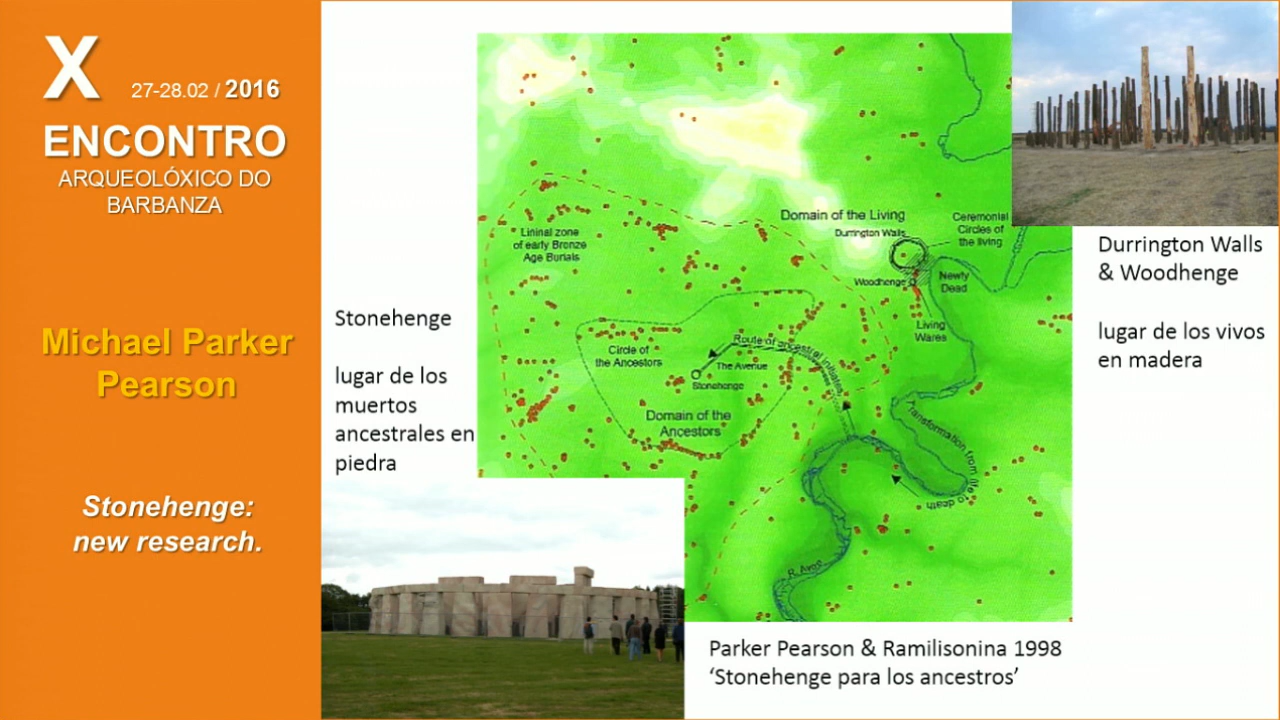 X
27-28.02 / 2016
ENCONTRO
ARQUEOLÓXICO DO
BARBANZA
Michael Parker
Pearson
Stonehenge:
new research.
Stonehenge
lugar de los
muertos
ancestrales en
piedra
Domain of the Living
Durrington Walls
Ceremonial
Circles of
the living
Lininal zone
of early Bronze
Age Burials
Woodhenge
Newly
Dead
Living
Wares
Circle of
the Ancestors
Route of ancestral initiates
The Avenue
Stonehenge
Domain of the
Ancestors
Transformation from life to death
R. Avon
Durrington Walls
& Woodhenge
lugar de los vivos
en madera
Parker Pearson & Ramilisonina 1998
‘Stonehenge para los ancestros’